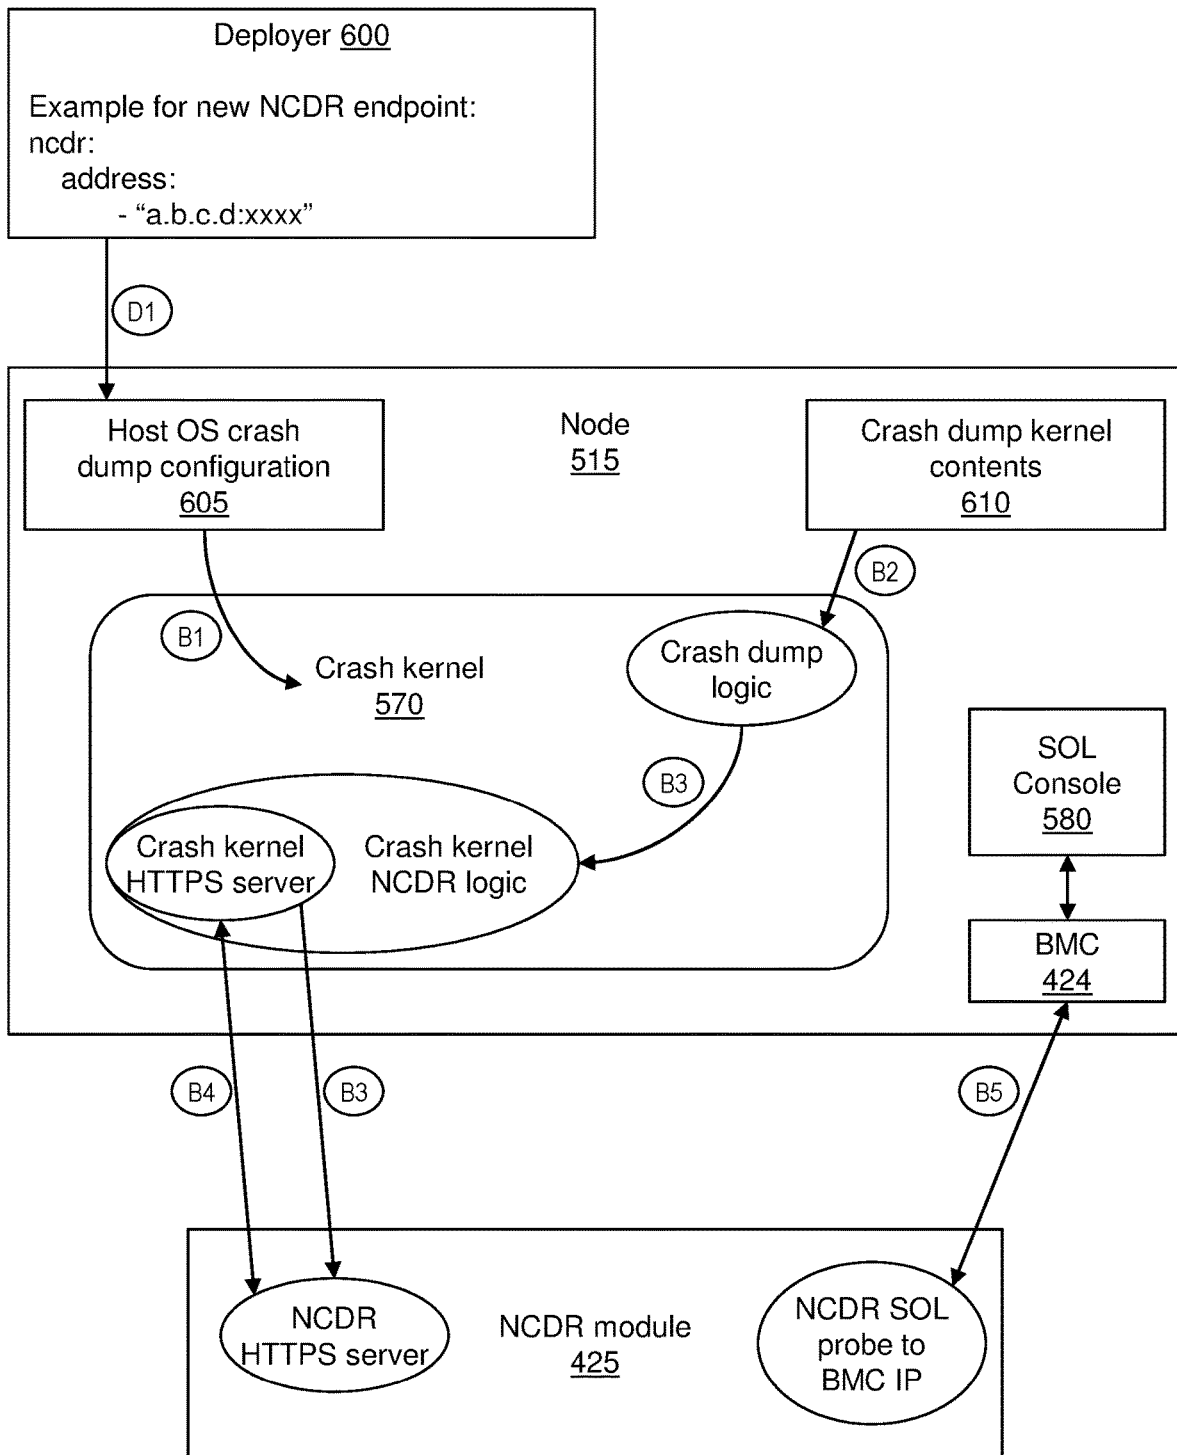 Deployer 600
Example for new NCDR endpoint:
ncdr:
address:
- “a.b.c.d:xxxx”
D1
Host OS crash
dump configuration
605
Node
515
Crash dump kernel
contents
610
B2
B1
Crash kernel
570
Crash dump
logic
B3
SOL
Console
580
Crash kernel
HTTPS server
Crash kernel
NCDR logic
BMC
424
B4
B3
B5
NCDR
HTTPS server
NCDR module
425
NCDR SOL
probe to
BMC IP